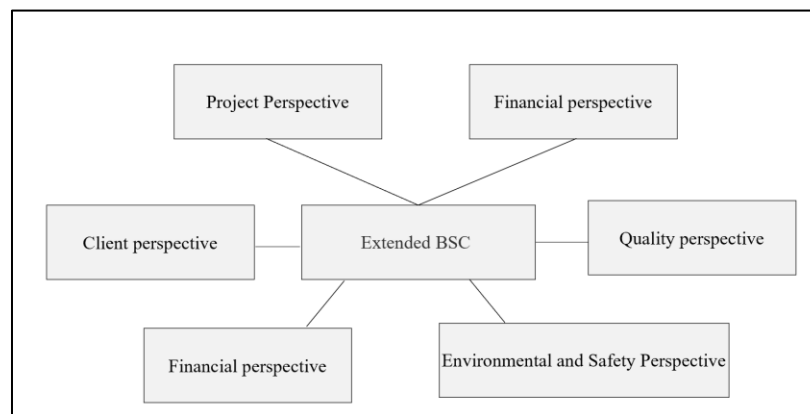 Project Perspective
Financial perspective
Client perspective
Extended BSC
Quality perspective
Financial perspective
Environmental and Safety Perspective